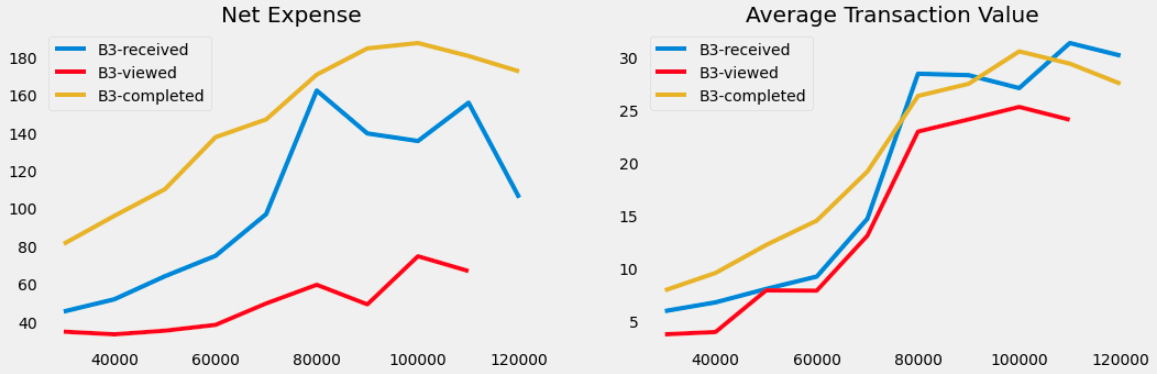 Net Expense
B3-received
B3-viewed
B3-completed
180
160
140
120
100
80
60
40
40000 60000 80000 100000 120000
Average Transaction Value
B3-received
B3-viewed
B3-completed
30
25
20
15
10
5
40000 60000 80000 100000 120000